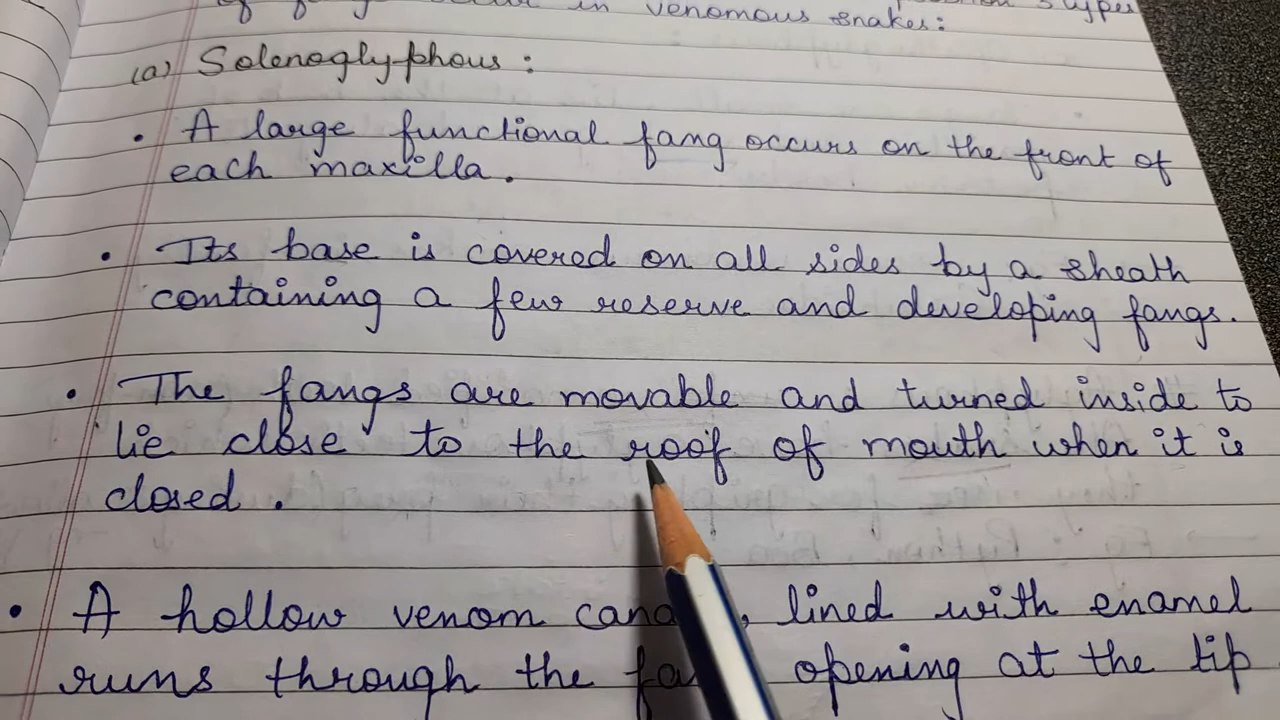 in venomous snakes:
(a) Solenoglyphous :
• A large functional fang occurs on the front of
each maxilla.
• Its base is covered on all sides by a sheath
containing a few reserve and developing fangs.
• The fangs are movable and turned inside to
lie close to the roof of mouth when it is
closed.
• A hollow venom , lined with enamel
runs through the opening at the tip